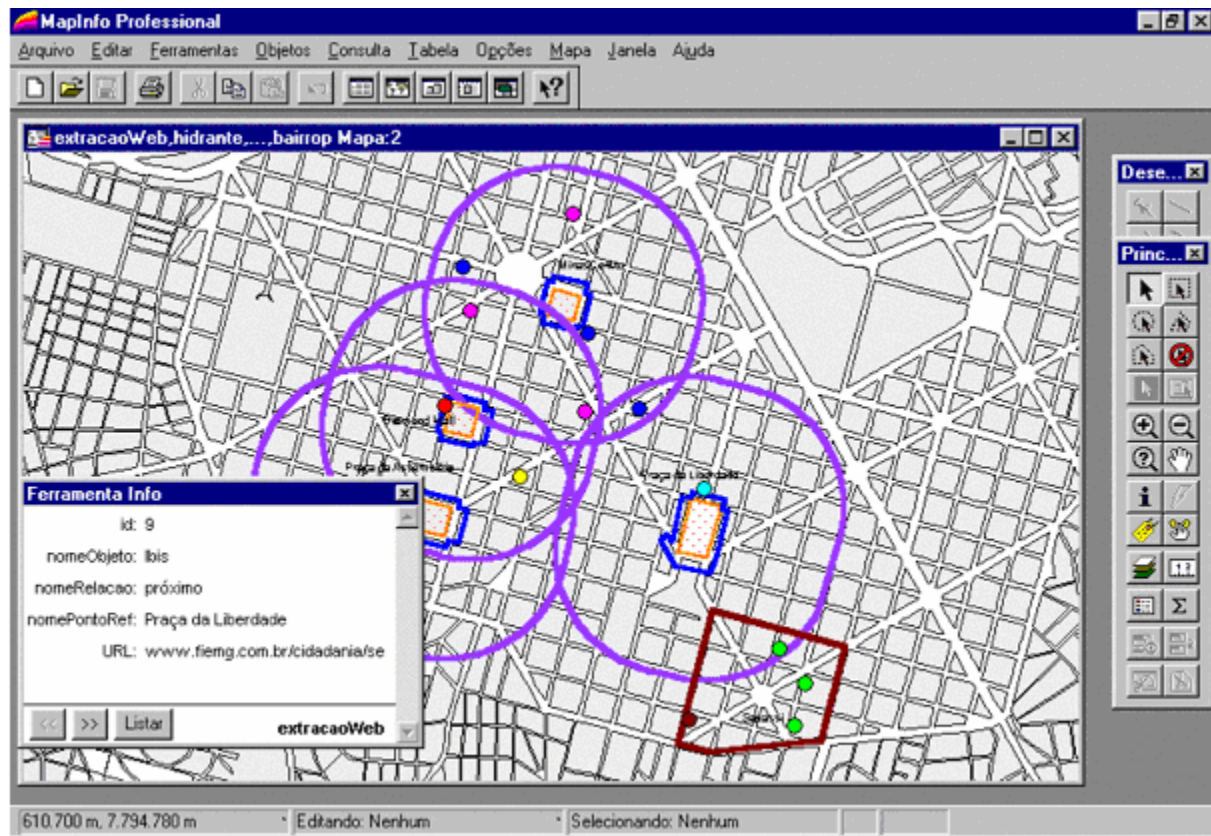 MapInfo Professional
Arquivo Editar Ferramentas Objetos Consulta Tabela Opções Mapa Janela Ajuda
extracaoWeb,hidrante,...,bairrop Mapa:2
Dese...
Princ...
Praça da Liberdade
Ferramenta Info
id: 9
nomeObjeto: Ibis
nomeRelacao: próximo
nomePontoRef: Praça da Liberdade
URL: www.fiemg.com.br/cidadania/se
<< >> Listar extracaoWeb
610.700 m, 7.794.780 m Editando: Nenhum Selecionando: Nenhum